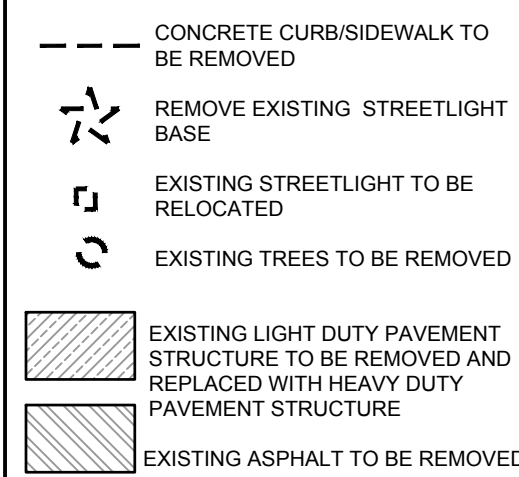 CONCRETE CURB/SIDEWALK TO
BE REMOVED
REMOVE EXISTING STREETLIGHT
BASE
EXISTING STREETLIGHT TO BE
RELOCATED
EXISTING TREES TO BE REMOVED
EXISTING LIGHT DUTY PAVEMENT
STRUCTURE TO BE REMOVED AND
REPLACED WITH HEAVY DUTY
PAVEMENT STRUCTURE
EXISTING ASPHALT TO BE REMOVED